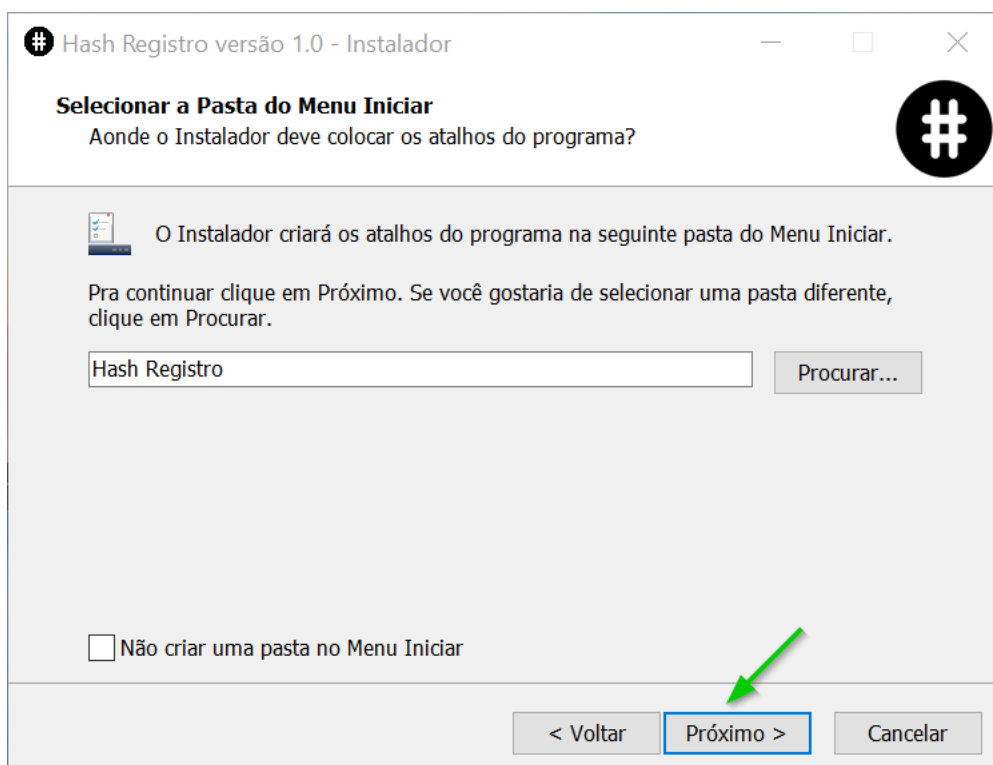 Hash Registro versão 1.0 - Instalador
Selecionar a Pasta do Menu Iniciar
Aonde o Instalador deve colocar os atalhos do programa?
O Instalador criará os atalhos do programa na seguinte pasta do Menu Iniciar.
Pra continuar clique em Próximo. Se você gostaria de selecionar uma pasta diferente,
clique em Procurar.
Hash Registro
Procurar...
Não criar uma pasta no Menu Iniciar
< Voltar
Próximo >
Cancelar